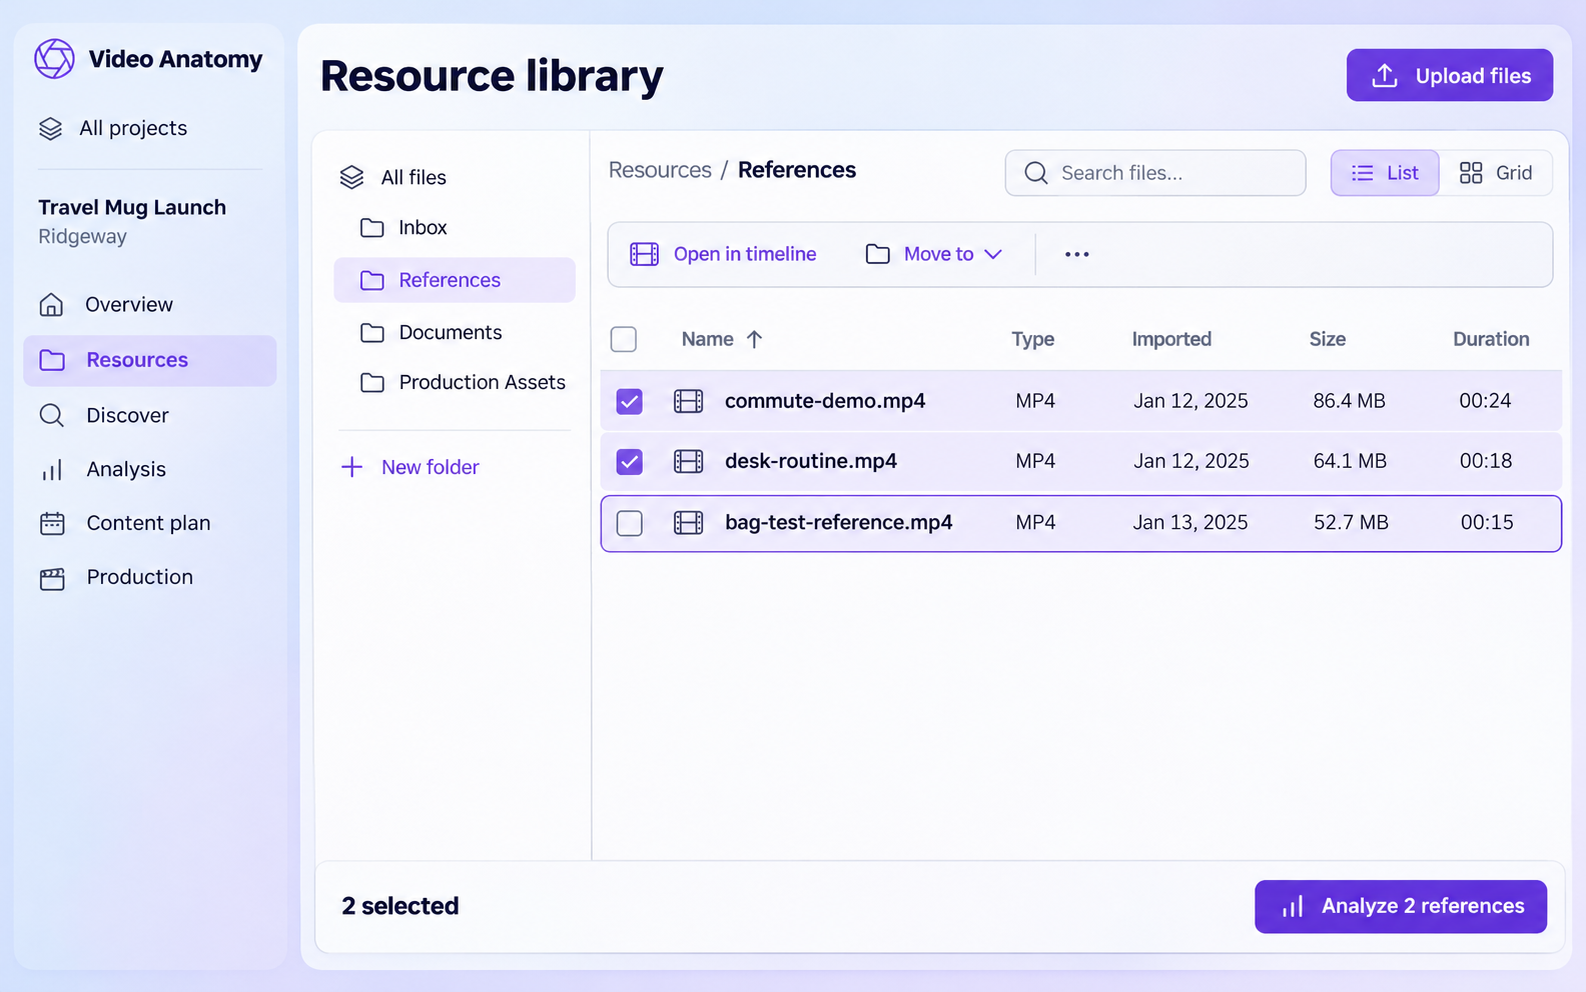 Video Anatomy
All projects
Travel Mug Launch
Ridgeway
Overview
Resources
Discover
Analysis
Content plan
Production
Resource library
Upload files
All files
Inbox
References
Documents
Production Assets
New folder
Resources / References
Search files...
List
Grid
Open in timeline
Move to
Name Type Imported Size Duration
commute-demo.mp4 MP4 Jan 12, 2025 86.4 MB 00:24
desk-routine.mp4 MP4 Jan 12, 2025 64.1 MB 00:18
bag-test-reference.mp4 MP4 Jan 13, 2025 52.7 MB 00:15
2 selected
Analyze 2 references